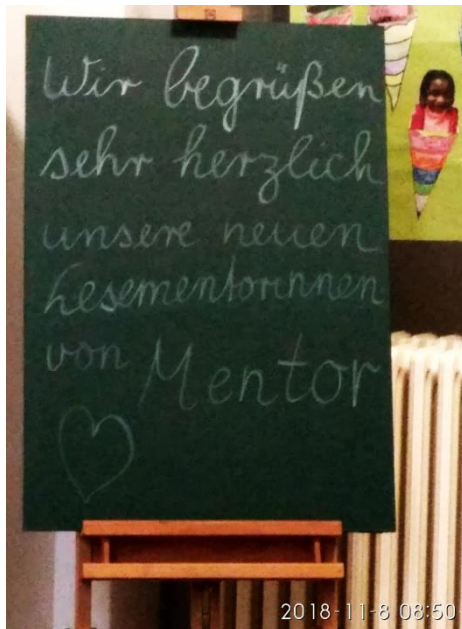 Wir begrüßen
sehr herzlich
unsere neuen
Lesementorinnen
von Mentor
2018-11-8 08:50